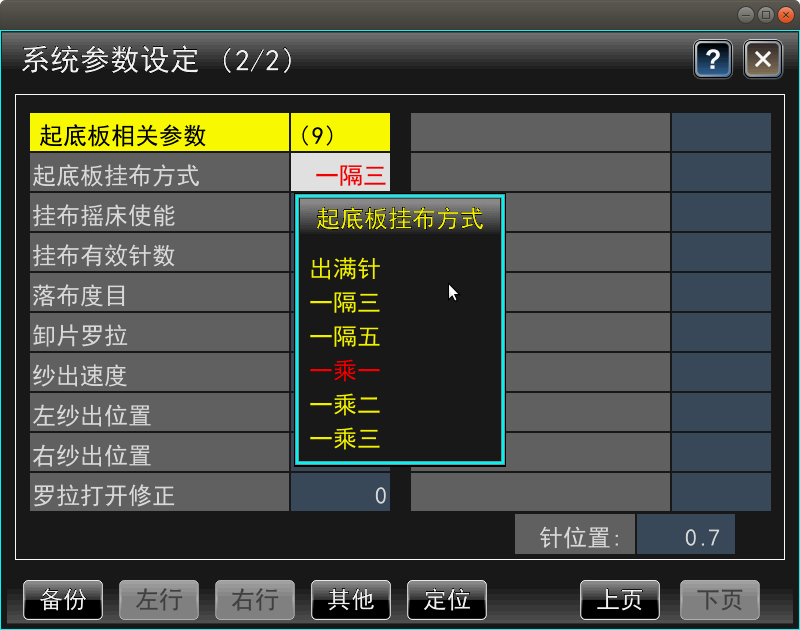 系统参数设定（2/2）
?
起底板相关参数 （9）
起底板挂布方式 一隔三
挂布摇床使能
挂布有效针数
落布度目
卸片罗拉
纱出速度
左纱出位置
右纱出位置
罗拉打开修正 0
起底板挂布方式
出满针
一隔三
一隔五
一乘一
一乘二
一乘三
针位置: 0.7
备份 左行 右行 其他 定位 上页 下页